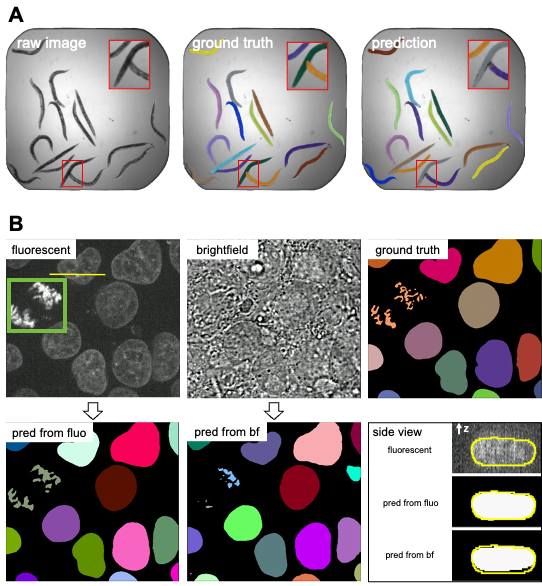 A
raw image
ground truth
prediction
B
fluorescent
brightfield
ground truth
pred from fluo
pred from bf
side view
z
fluorescent
pred from fluo
pred from bf